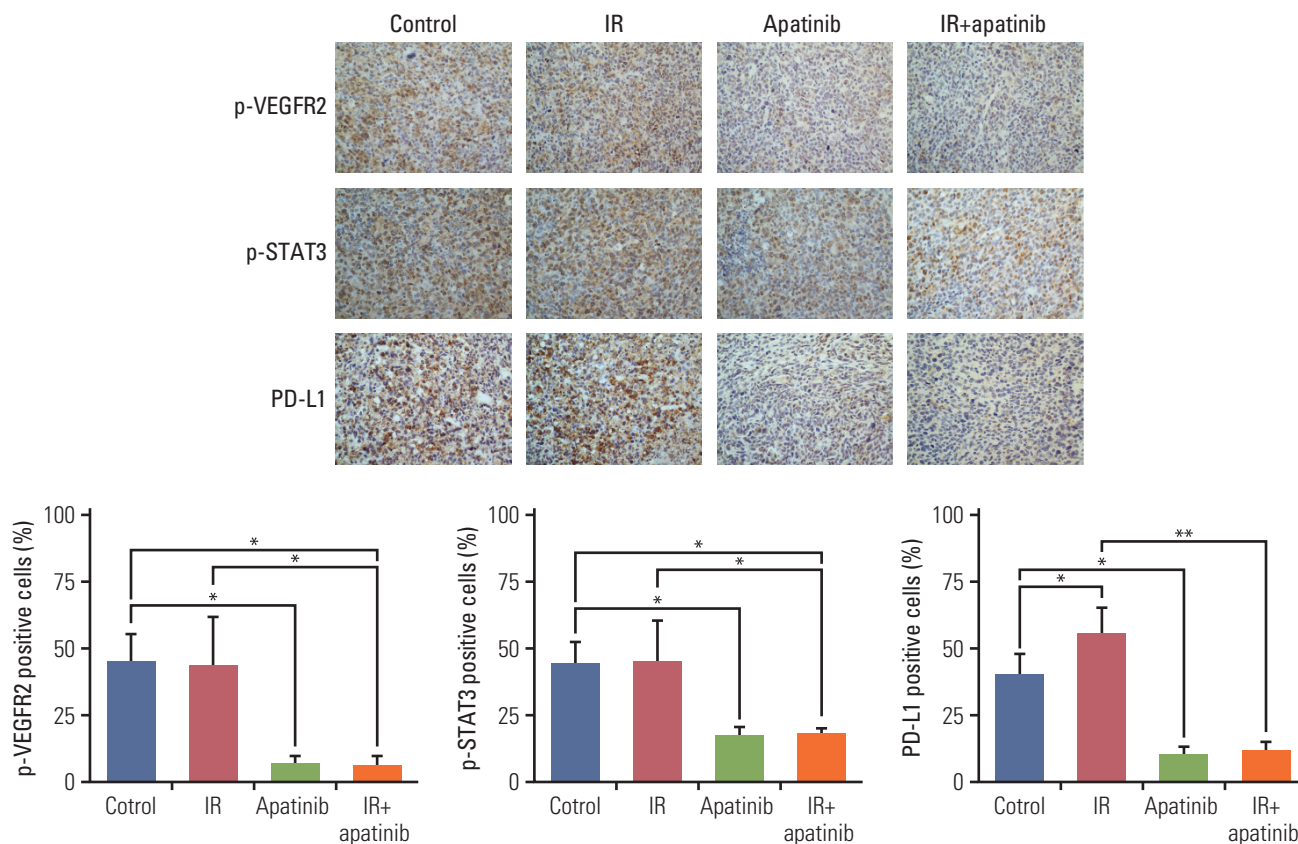 Control
IR
Apatinib
IR+apatinib
p-VEGFR2
p-STAT3
PD-L1
p-VEGFR2 positive cells (%)
100
75
50
25
0
*
*
*
Cotrol
IR
Apatinib
IR+
apatinib
p-STAT3 positive cells (%)
100
75
50
25
0
*
*
*
Cotrol
IR
Apatinib
IR+
apatinib
PD-L1 positive cells (%)
100
75
50
25
0
**
*
*
Cotrol
IR
Apatinib
IR+
apatinib